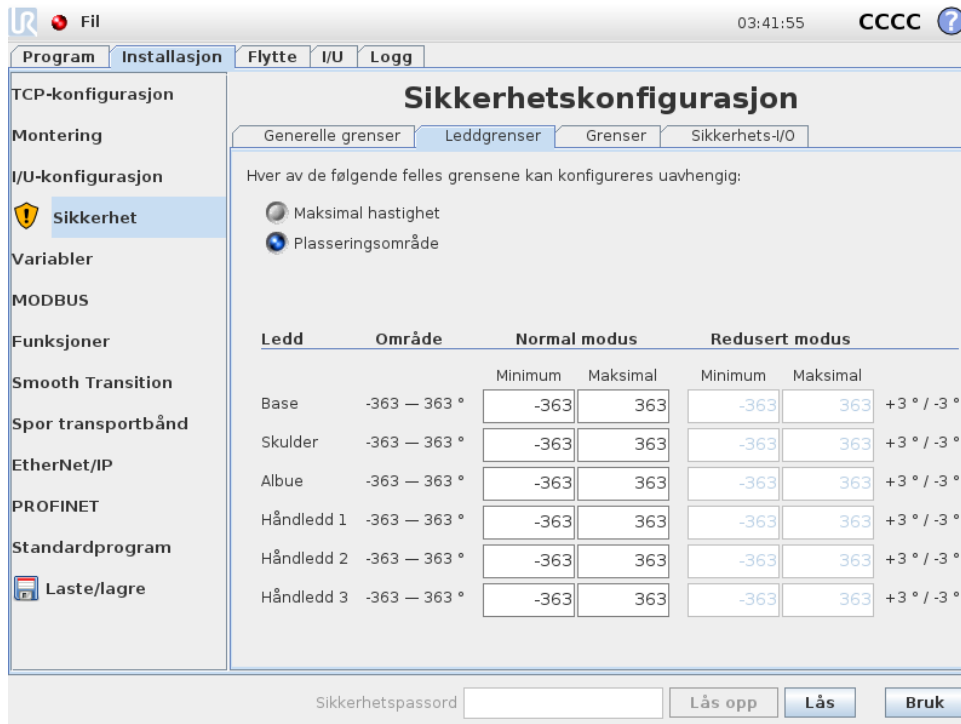 UR Fil 03:41:55 CCCC ?
Program Installasjon Flytte I/U Logg
TCP-konfigurasjon
Montering
I/U-konfigurasjon
Sikkerhet
Variabler
MODBUS
Funksjoner
Smooth Transition
Spor transportbånd
EtherNet/IP
PROFINET
Standardprogram
Laste/lagre
Sikkerhetskonfigurasjon
Generelle grenser Leddgrenser Grenser Sikkerhets-I/O
Hver av de følgende felles grensene kan konfigureres uavhengig:
Maksimal hastighet
Plasseringsområde
Ledd Område Normal modus Redusert modus
Minimum Maksimal Minimum Maksimal
Base -363 — 363 ° -363 363 -363 363 +3 ° / -3 °
Skulder -363 — 363 ° -363 363 -363 363 +3 ° / -3 °
Albue -363 — 363 ° -363 363 -363 363 +3 ° / -3 °
Håndledd 1 -363 — 363 ° -363 363 -363 363 +3 ° / -3 °
Håndledd 2 -363 — 363 ° -363 363 -363 363 +3 ° / -3 °
Håndledd 3 -363 — 363 ° -363 363 -363 363 +3 ° / -3 °
Sikkerhetspassord Lås opp Lås Bruk